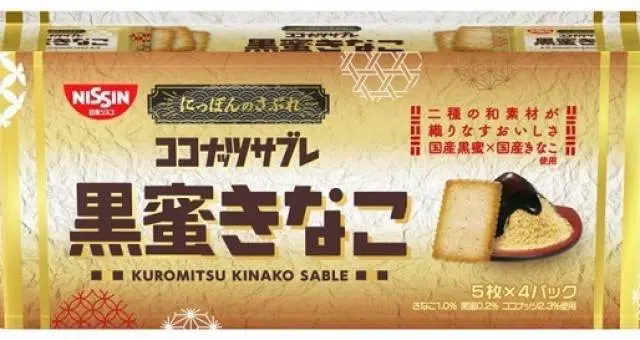 NISSIN
日清シスコ
にっぽんのさぶれ
ココナッツサブレ
黒蜜きなこ
KUROMITSU KINAKO SABLE
二種の和素材が
織りなすおいしさ
国産黒蜜×国産きなこ
使用
5枚×4パック
きなこ1.0% 黒蜜0.2% ココナッツ2.3%使用